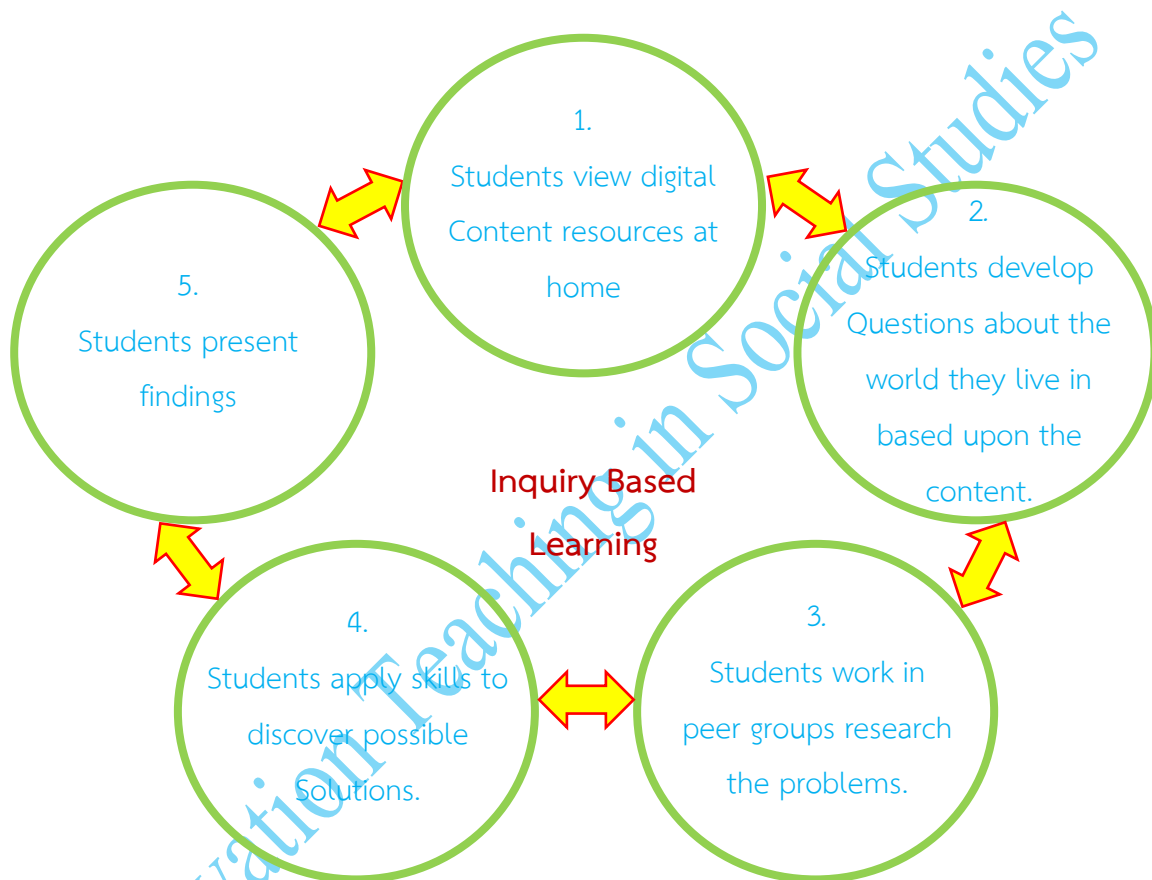 1.
Students view digital
Content resources at
home
2.
Students develop
Questions about the
world they live in
based upon the
content.
3.
Students work in
peer groups research
the problems.
4.
Students apply skills to
discover possible
Solutions.
5.
Students present
findings
Inquiry Based
Learning
vation Teaching in Social Studies